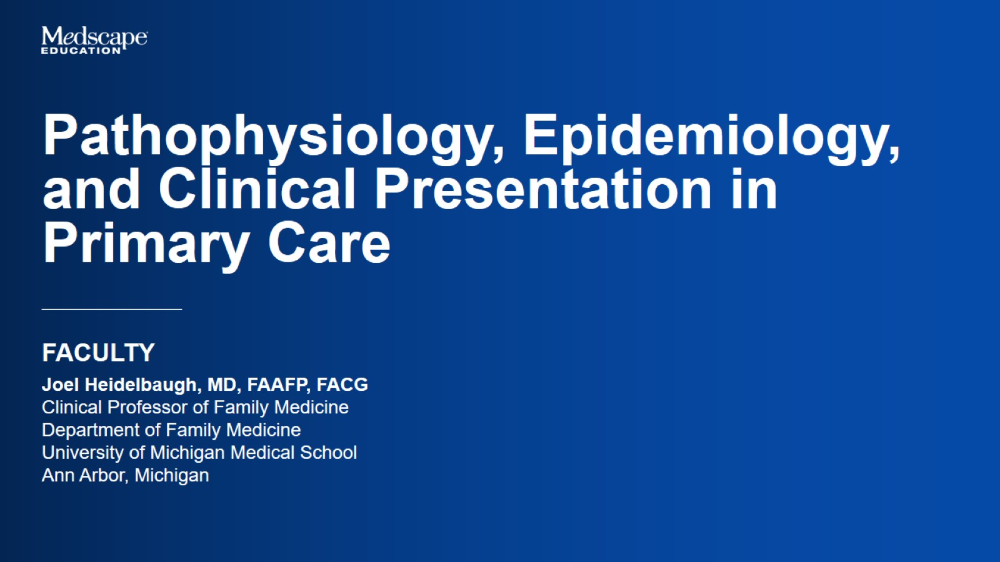 Medscape
EDUCATION
Pathophysiology, Epidemiology,
and Clinical Presentation in
Primary Care
FACULTY
Joel Heidelbaugh, MD, FAAFP, FACG
Clinical Professor of Family Medicine
Department of Family Medicine
University of Michigan Medical School
Ann Arbor, Michigan